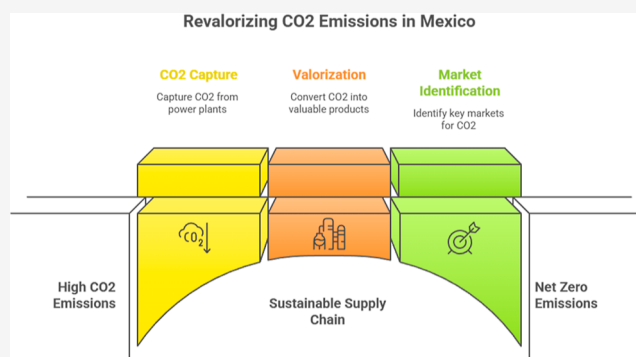 Revalorizing CO2 Emissions in Mexico
CO2 Capture
Capture CO2 from
power plants
Valorization
Convert CO2 into
valuable products
Market
Identification
Identify key markets
for CO2
CO2
High CO2
Emissions
Sustainable Supply
Chain
Net Zero
Emissions